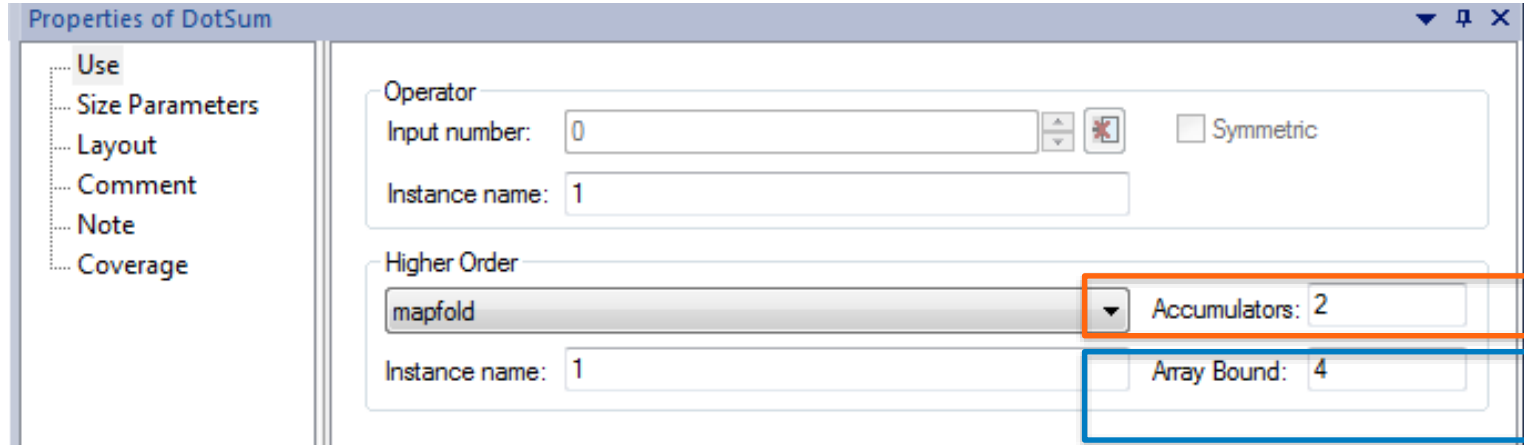 Properties of DotSum
Use
Size Parameters
Layout
Comment
Note
Coverage
Operator
Input number: 0 Symmetric
Instance name: 1
Higher Order
mapfold Accumulators: 2
Instance name: 1 Array Bound: 4